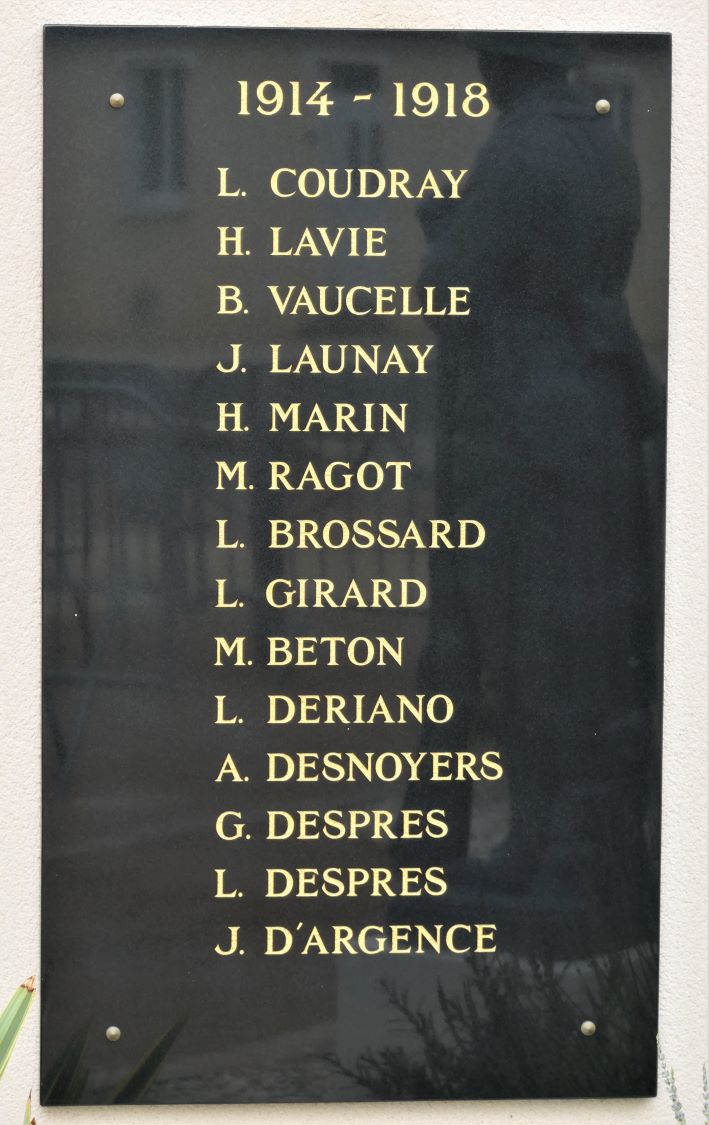 1914 - 1918
L. COUDRAY
H. LAVIE
B. VAUCELLE
J. LAUNAY
H. MARIN
M. RAGOT
L. BROSSARD
L. GIRARD
M. BETON
L. DERIANO
A. DESNOYERS
G. DESPRES
L. DESPRES
J. D'ARGENCE